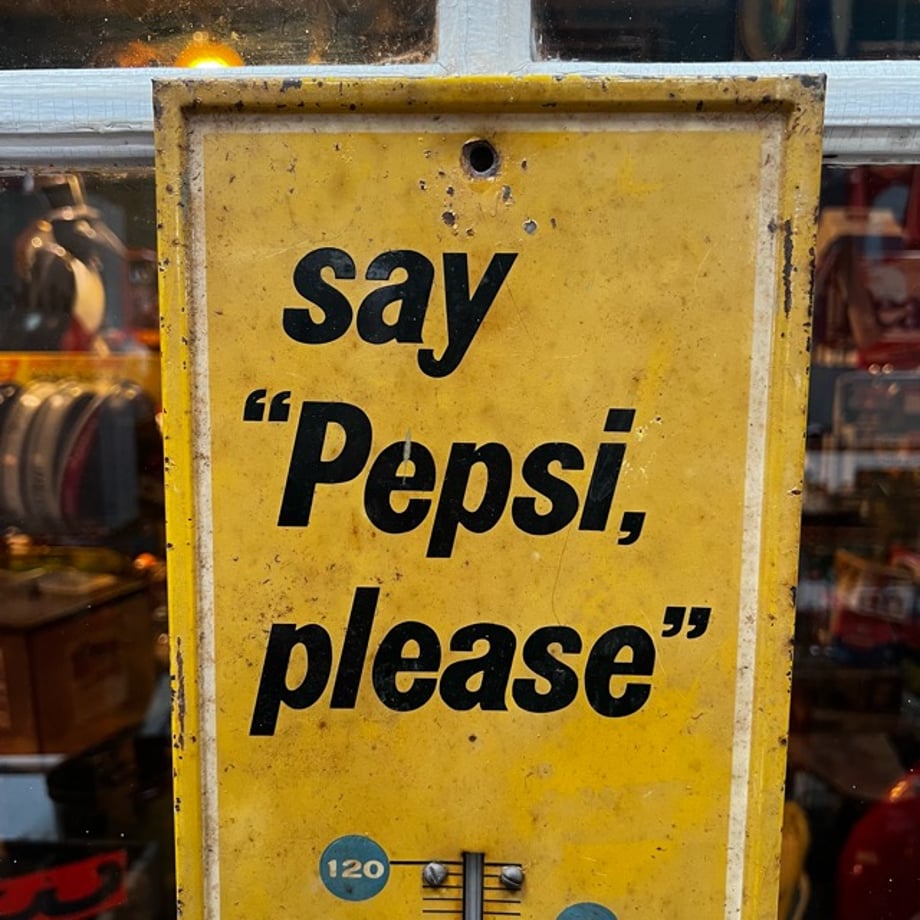 say
“Pepsi,
please”
120